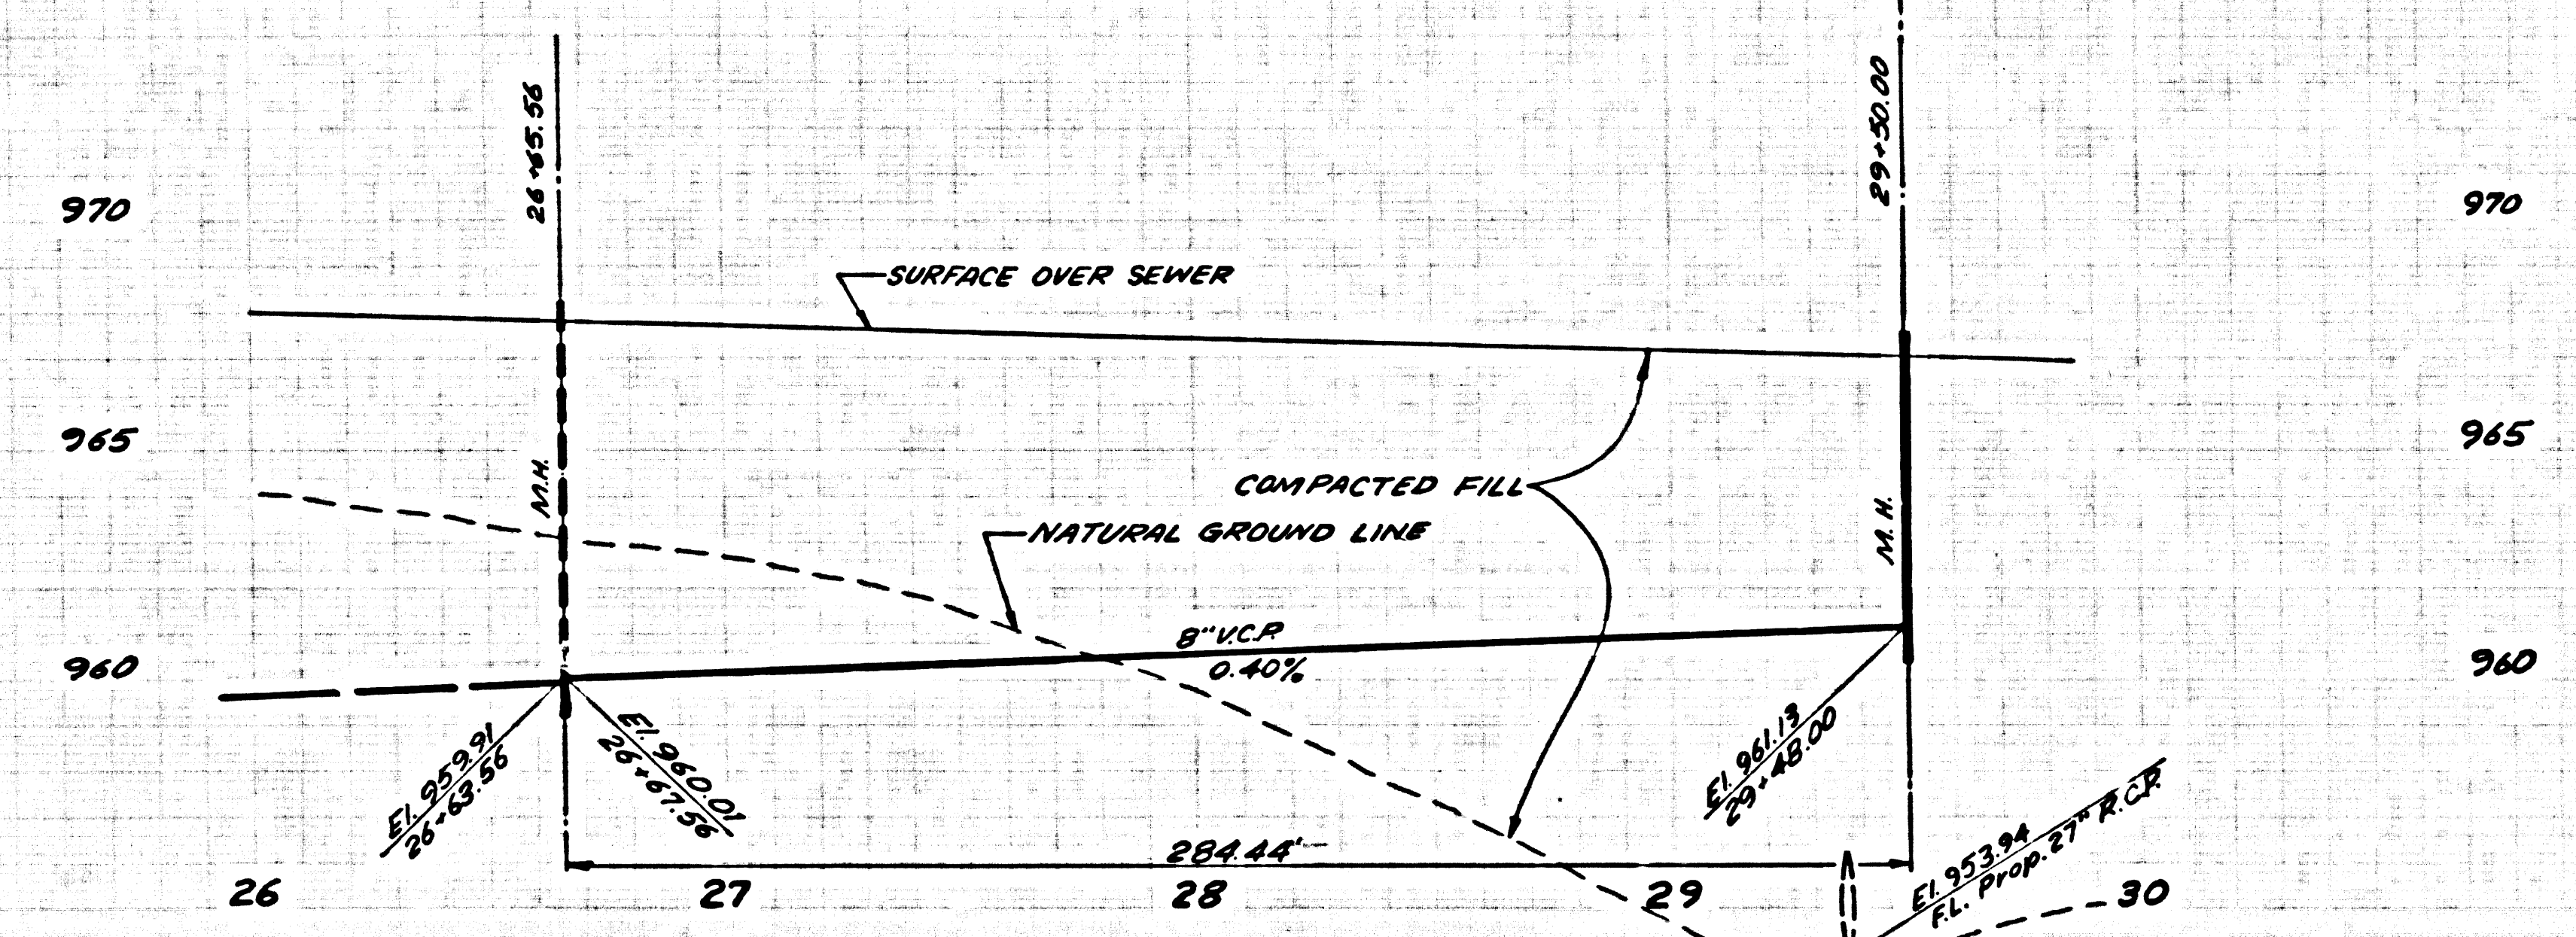 26+65.56
29+50.00
970
970
SURFACE OVER SEWER
965
965
M.H.
COMPACTED FILL
M.H.
NATURAL GROUND LINE
8" V.C.P.
0.40%
960
960
El. 959.91
26+63.56
El. 960.01
26+67.56
El. 961.13
29+48.00
284.44'
El. 953.94
F.L. Prop. 27" R.C.P.
26
27
28
29
30